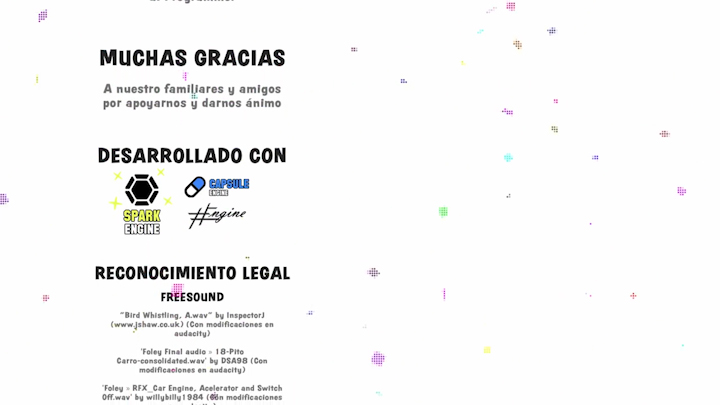 MUCHAS GRACIAS
A nuestro familiares y amigos
por apoyarnos y darnos ánimo
DESARROLLADO CON
SPARK
ENGINE
CAPSULE
ENGINE
#Engine
RECONOCIMIENTO LEGAL
FREESOUND
"Bird Whistling, A.wav" by InspectorJ
(www.jshaw.co.uk) (Con modificaciones en
audacity)
'Foley Final audio » 18-Pito
Carro-consolidated.wav' by DSA98 (Con
modificaciones en audacity)
'Foley » RFX_Car Engine, Acelerator and Switch
Off.wav' by willybilly1984 (Con modificaciones